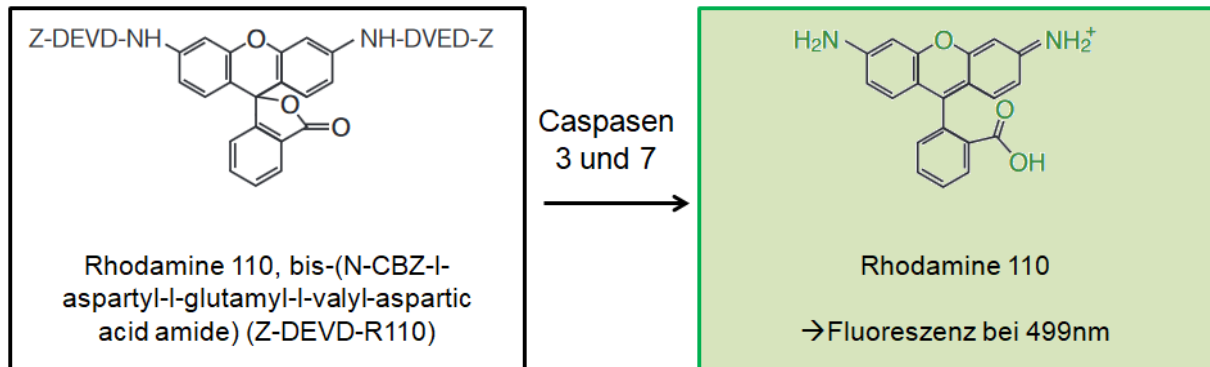 Z-DEVD-NH
O
NH-DVED-Z
O
O
Rhodamine 110, bis-(N-CBZ-l-
aspartyl-l-glutamyl-l-valyl-aspartic
acid amide) (Z-DEVD-R110)
Caspasen
3 und 7
H₂N
O
NH₂⁺
O
OH
Rhodamine 110
→Fluoreszenz bei 499nm